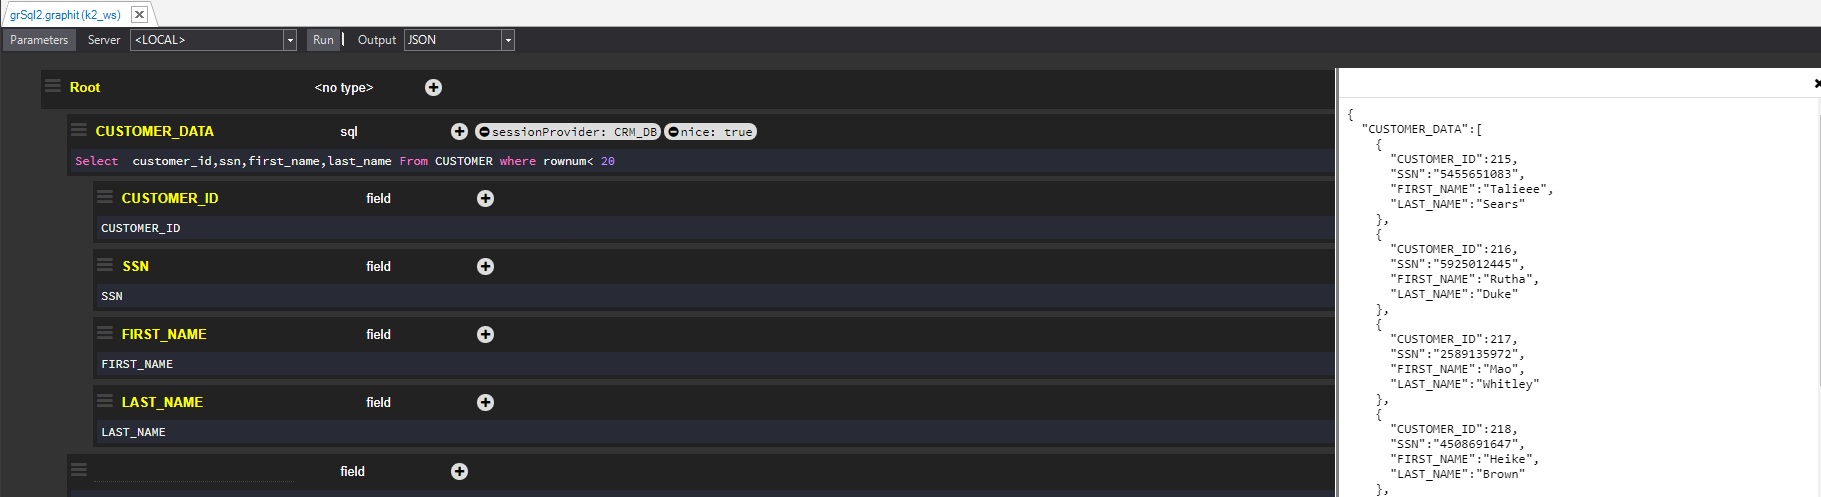 grSql2.graphit (k2_ws)
Parameters Server <LOCAL> Run Output JSON
Root <no type>
CUSTOMER_DATA sql sessionProvider: CRM_DB nice: true
Select customer_id,ssn,first_name,last_name From CUSTOMER where rownum< 20
CUSTOMER_ID field
CUSTOMER_ID
SSN field
SSN
FIRST_NAME field
FIRST_NAME
LAST_NAME field
LAST_NAME
field
{
"CUSTOMER_DATA":[
{
"CUSTOMER_ID":215,
"SSN":"5455651083",
"FIRST_NAME":"Talieee",
"LAST_NAME":"Sears"
},
{
"CUSTOMER_ID":216,
"SSN":"5925012445",
"FIRST_NAME":"Rutha",
"LAST_NAME":"Duke"
},
{
"CUSTOMER_ID":217,
"SSN":"2589135972",
"FIRST_NAME":"Mao",
"LAST_NAME":"Whitley"
},
{
"CUSTOMER_ID":218,
"SSN":"4508691647",
"FIRST_NAME":"Heike",
"LAST_NAME":"Brown"
},